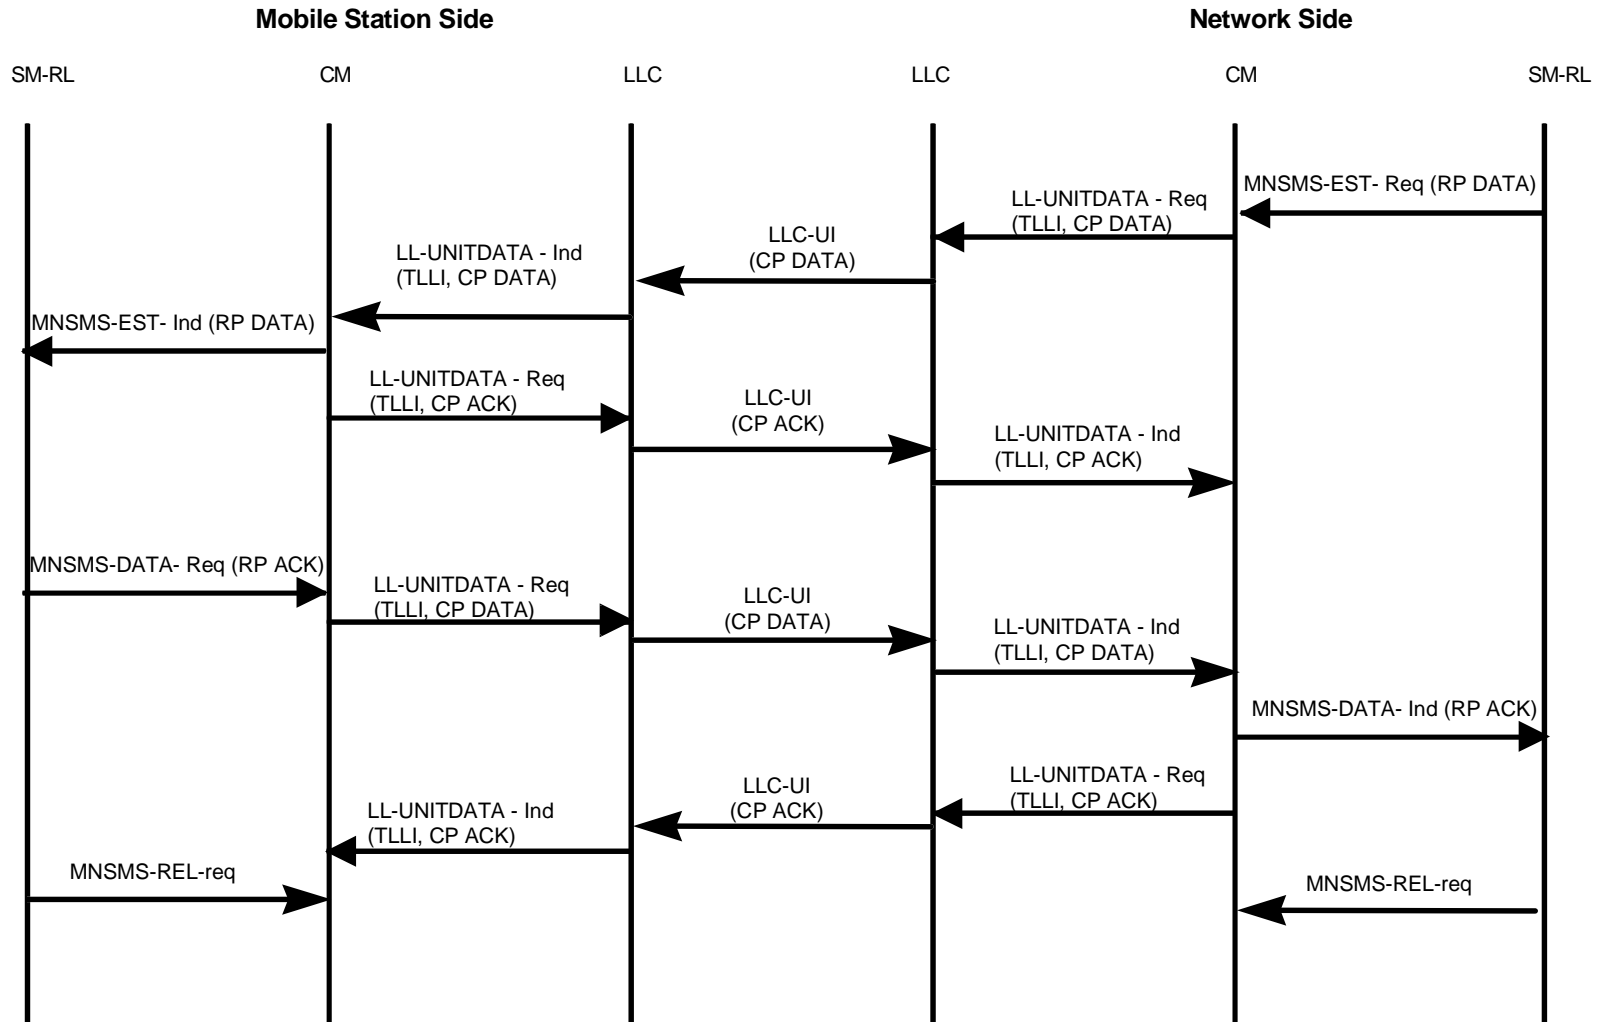 Mobile Station Side
Network Side
SM-RL
CM
LLC
LLC
CM
SM-RL
MNSMS-EST- Req (RP DATA)
LL-UNITDATA - Req
(TLLI, CP DATA)
LLC-UI
(CP DATA)
LL-UNITDATA - Ind
(TLLI, CP DATA)
MNSMS-EST- Ind (RP DATA)
LL-UNITDATA - Req
(TLLI, CP ACK)
LLC-UI
(CP ACK)
LL-UNITDATA - Ind
(TLLI, CP ACK)
MNSMS-DATA- Req (RP ACK)
LL-UNITDATA - Req
(TLLI, CP DATA)
LLC-UI
(CP DATA)
LL-UNITDATA - Ind
(TLLI, CP DATA)
MNSMS-DATA- Ind (RP ACK)
LL-UNITDATA - Req
(TLLI, CP ACK)
LLC-UI
(CP ACK)
LL-UNITDATA - Ind
(TLLI, CP ACK)
MNSMS-REL-req
MNSMS-REL-req